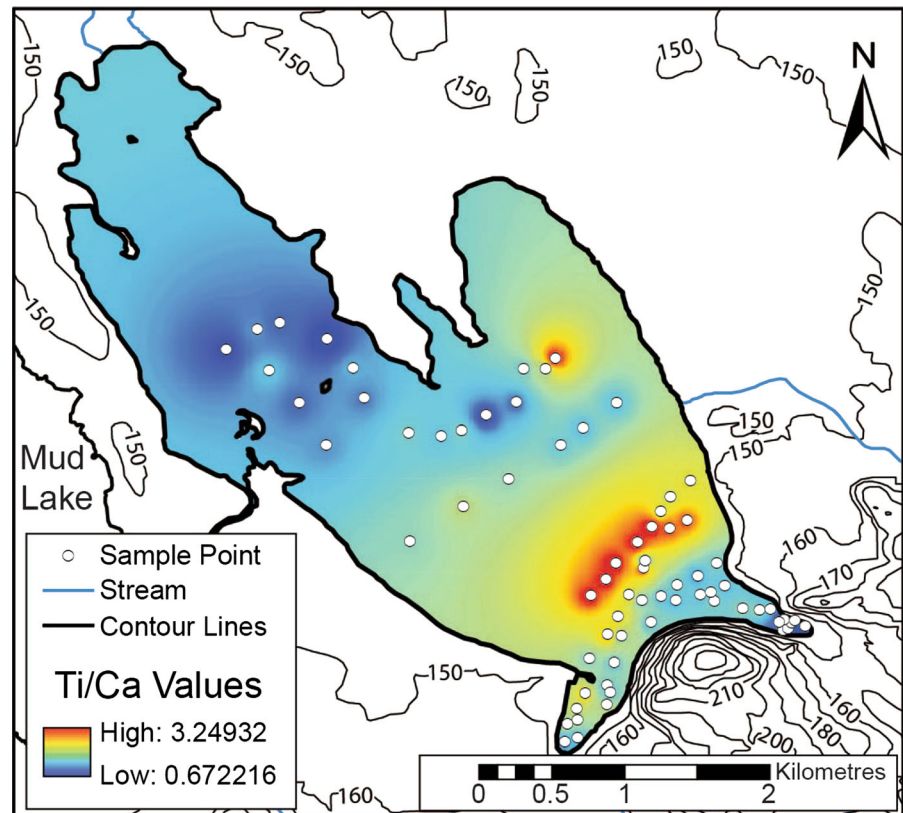 150
150
150
150
150
N
150
150
150
150
150
160
170
Mud
Lake
Sample Point
Stream
Contour Lines
Ti/Ca Values
High: 3.24932
Low: 0.672216
150
210
160
200
180
160
160
Kilometres
0 0.5 1 2